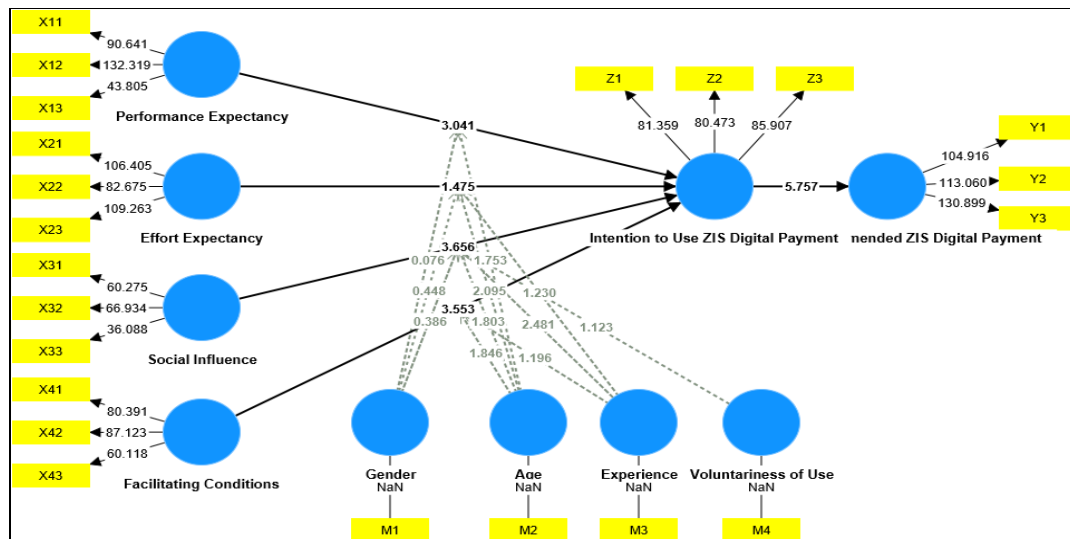 X11
90.641
X12
132.319
43.805
X13
Performance Expectancy
X21
106.405
X22
82.675
109.263
X23
Effort Expectancy
X31
60.275
X32
66.934
36.088
X33
Social Influence
X41
80.391
X42
87.123
60.118
X43
Facilitating Conditions
3.041
1.475
3.656
3.553
0.076
1.753
0.448
2.095
1.230
0.386
1.803
2.481
1.123
1.846
1.196
Z1
Z2
Z3
81.359
80.473
85.907
Intention to Use ZIS Digital Payment
5.757
nended ZIS Digital Payment
104.916
Y1
113.060
Y2
130.899
Y3
Gender
NaN
M1
Age
NaN
M2
Experience
NaN
M3
Voluntariness of Use
NaN
M4